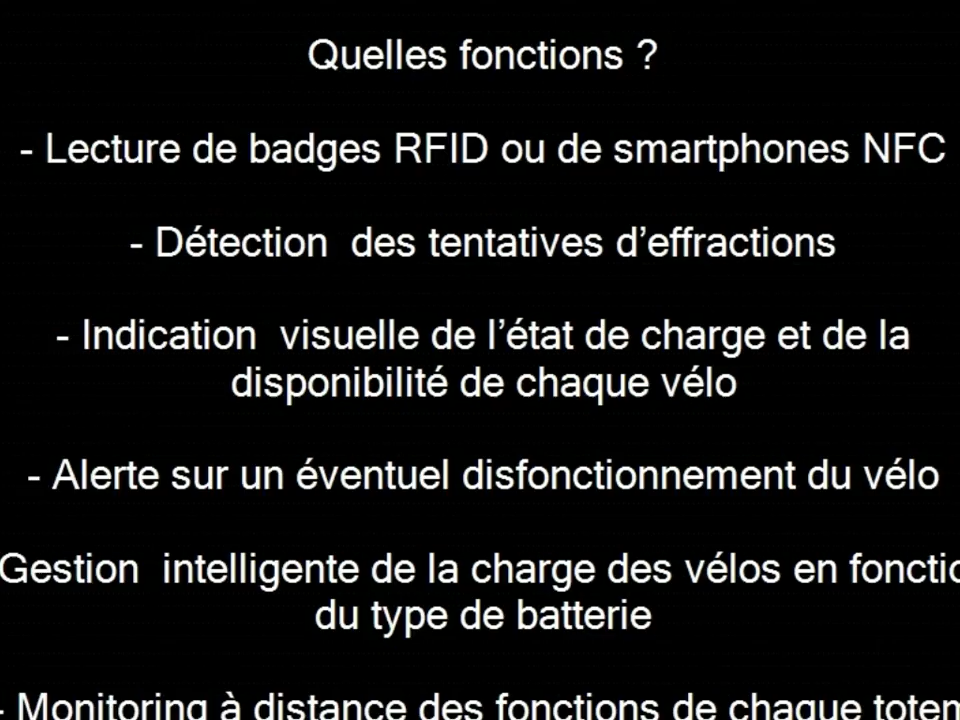 Quelles fonctions ?
- Lecture de badges RFID ou de smartphones NFC
- Détection  des tentatives d’effractions
- Indication  visuelle de l’état de charge et de la
disponibilité de chaque vélo
- Alerte sur un éventuel disfonctionnement du vélo
Gestion  intelligente de la charge des vélos en fonctio
du type de batterie
- Monitoring à distance des fonctions de chaque totem